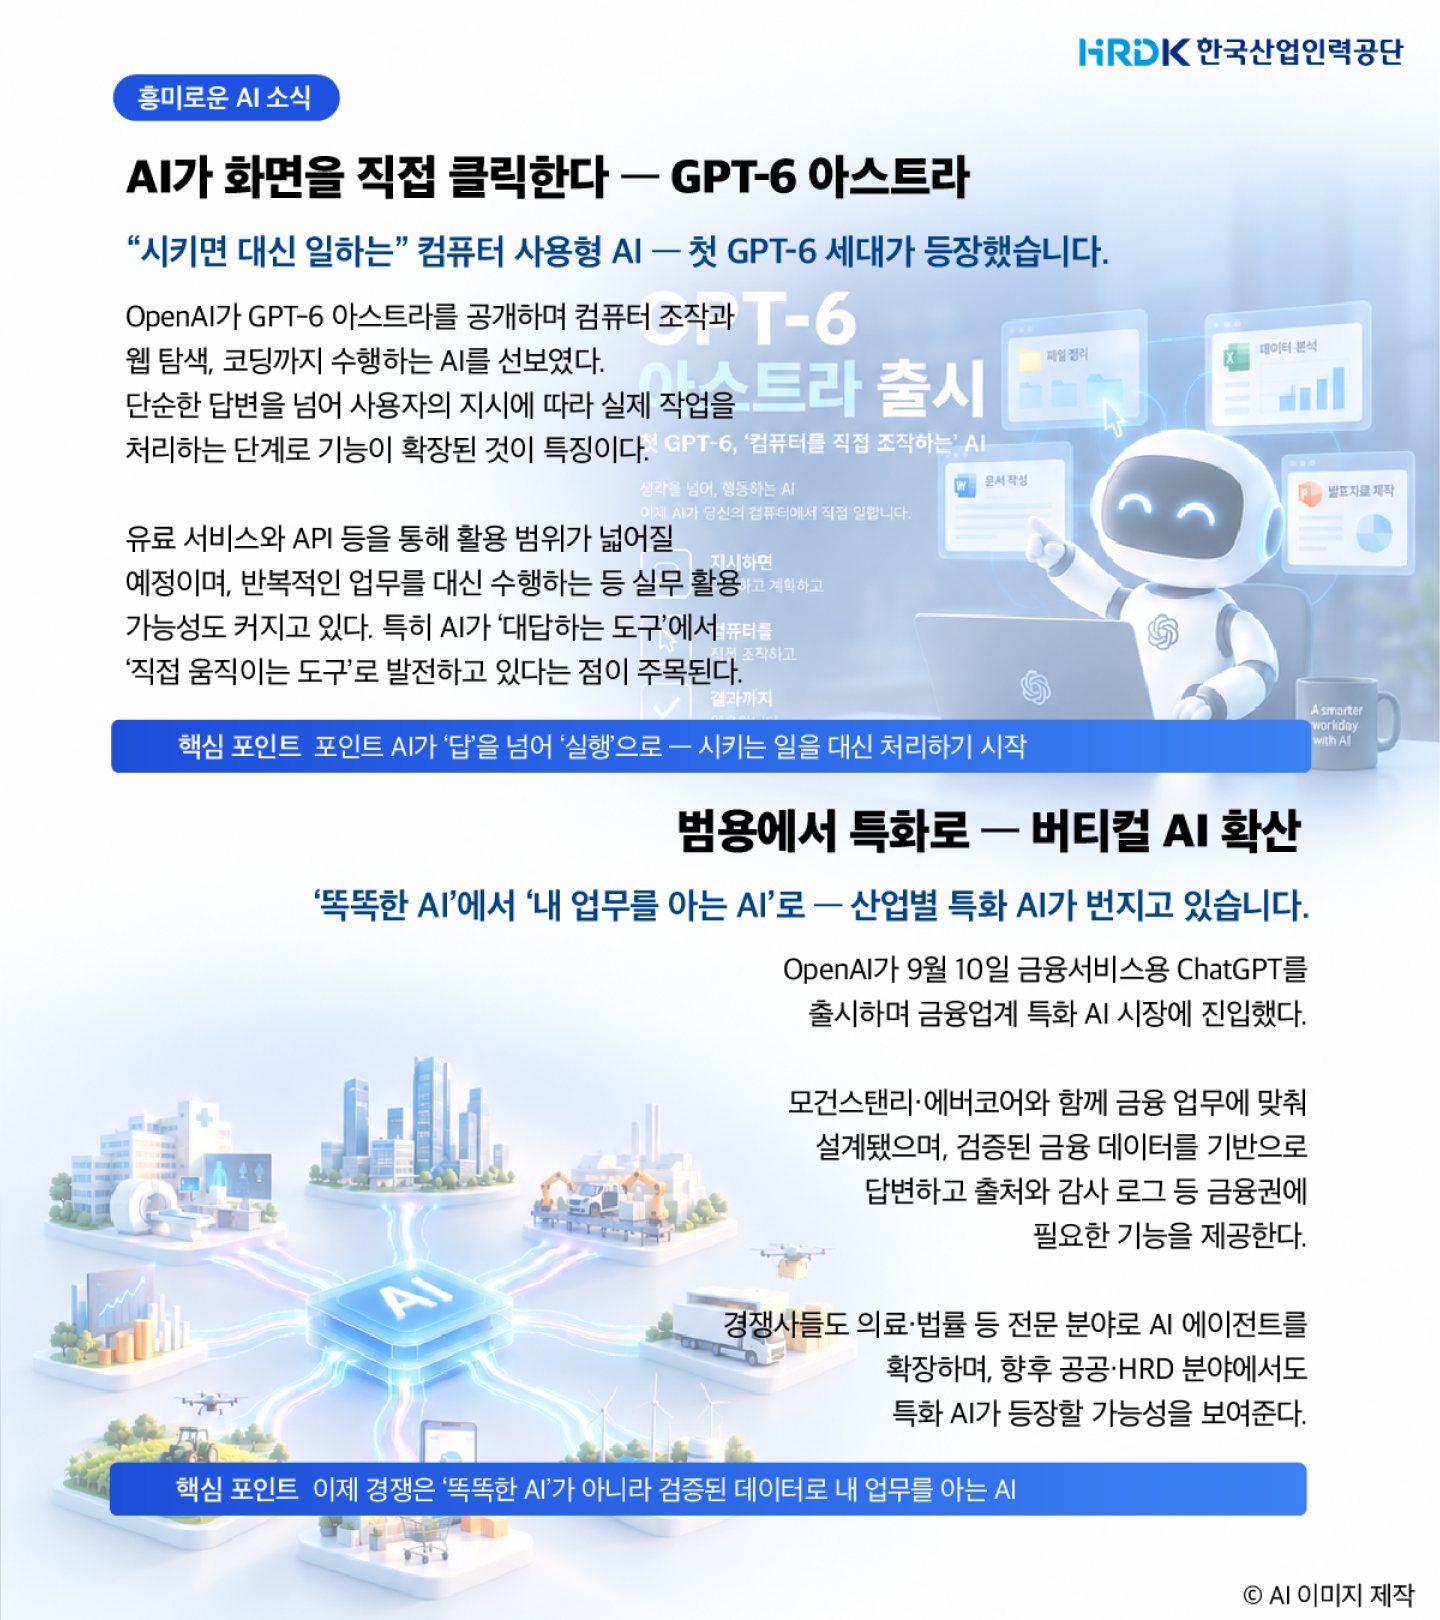 HRDK 한국산업인력공단
흥미로운 AI 소식
AI가 화면을 직접 클릭한다 — GPT-6 아스트라
“시키면 대신 일하는” 컴퓨터 사용형 AI — 첫 GPT-6 세대가 등장했습니다.
OpenAI가 GPT-6 아스트라를 공개하며 컴퓨터 조작과
웹 탐색, 코딩까지 수행하는 AI를 선보였다.
단순한 답변을 넘어 사용자의 지시에 따라 실제 작업을
처리하는 단계로 기능이 확장된 것이 특징이다.
유료 서비스와 API 등을 통해 활용 범위가 넓어질
예정이며, 반복적인 업무를 대신 수행하는 등 실무 활용
가능성도 커지고 있다. 특히 AI가 ‘대답하는 도구’에서
‘직접 움직이는 도구’로 발전하고 있다는 점이 주목된다.
GPT-6
아스트라 출시
첫 GPT-6, ‘컴퓨터를 직접 조작하는’ AI
생각을 넘어, 행동하는 AI
이제 AI가 당신의 컴퓨터에서 직접 일합니다.
지시하면
하고 계획하고
컴퓨터를
직접 조작하고
결과까지
파일 정리
데이터 분석
문서 작성
발표자료 제작
A smarter
workday
with AI
핵심 포인트 포인트 AI가 ‘답’을 넘어 ‘실행’으로 — 시키는 일을 대신 처리하기 시작
범용에서 특화로 — 버티컬 AI 확산
‘똑똑한 AI’에서 ‘내 업무를 아는 AI’로 — 산업별 특화 AI가 번지고 있습니다.
OpenAI가 9월 10일 금융서비스용 ChatGPT를
출시하며 금융업계 특화 AI 시장에 진입했다.
모건스탠리·에버코어와 함께 금융 업무에 맞춰
설계됐으며, 검증된 금융 데이터를 기반으로
답변하고 출처와 감사 로그 등 금융권에
필요한 기능을 제공한다.
경쟁사들도 의료·법률 등 전문 분야로 AI 에이전트를
확장하며, 향후 공공·HRD 분야에서도
특화 AI가 등장할 가능성을 보여준다.
AI
핵심 포인트 이제 경쟁은 ‘똑똑한 AI’가 아니라 검증된 데이터로 내 업무를 아는 AI
© AI 이미지 제작